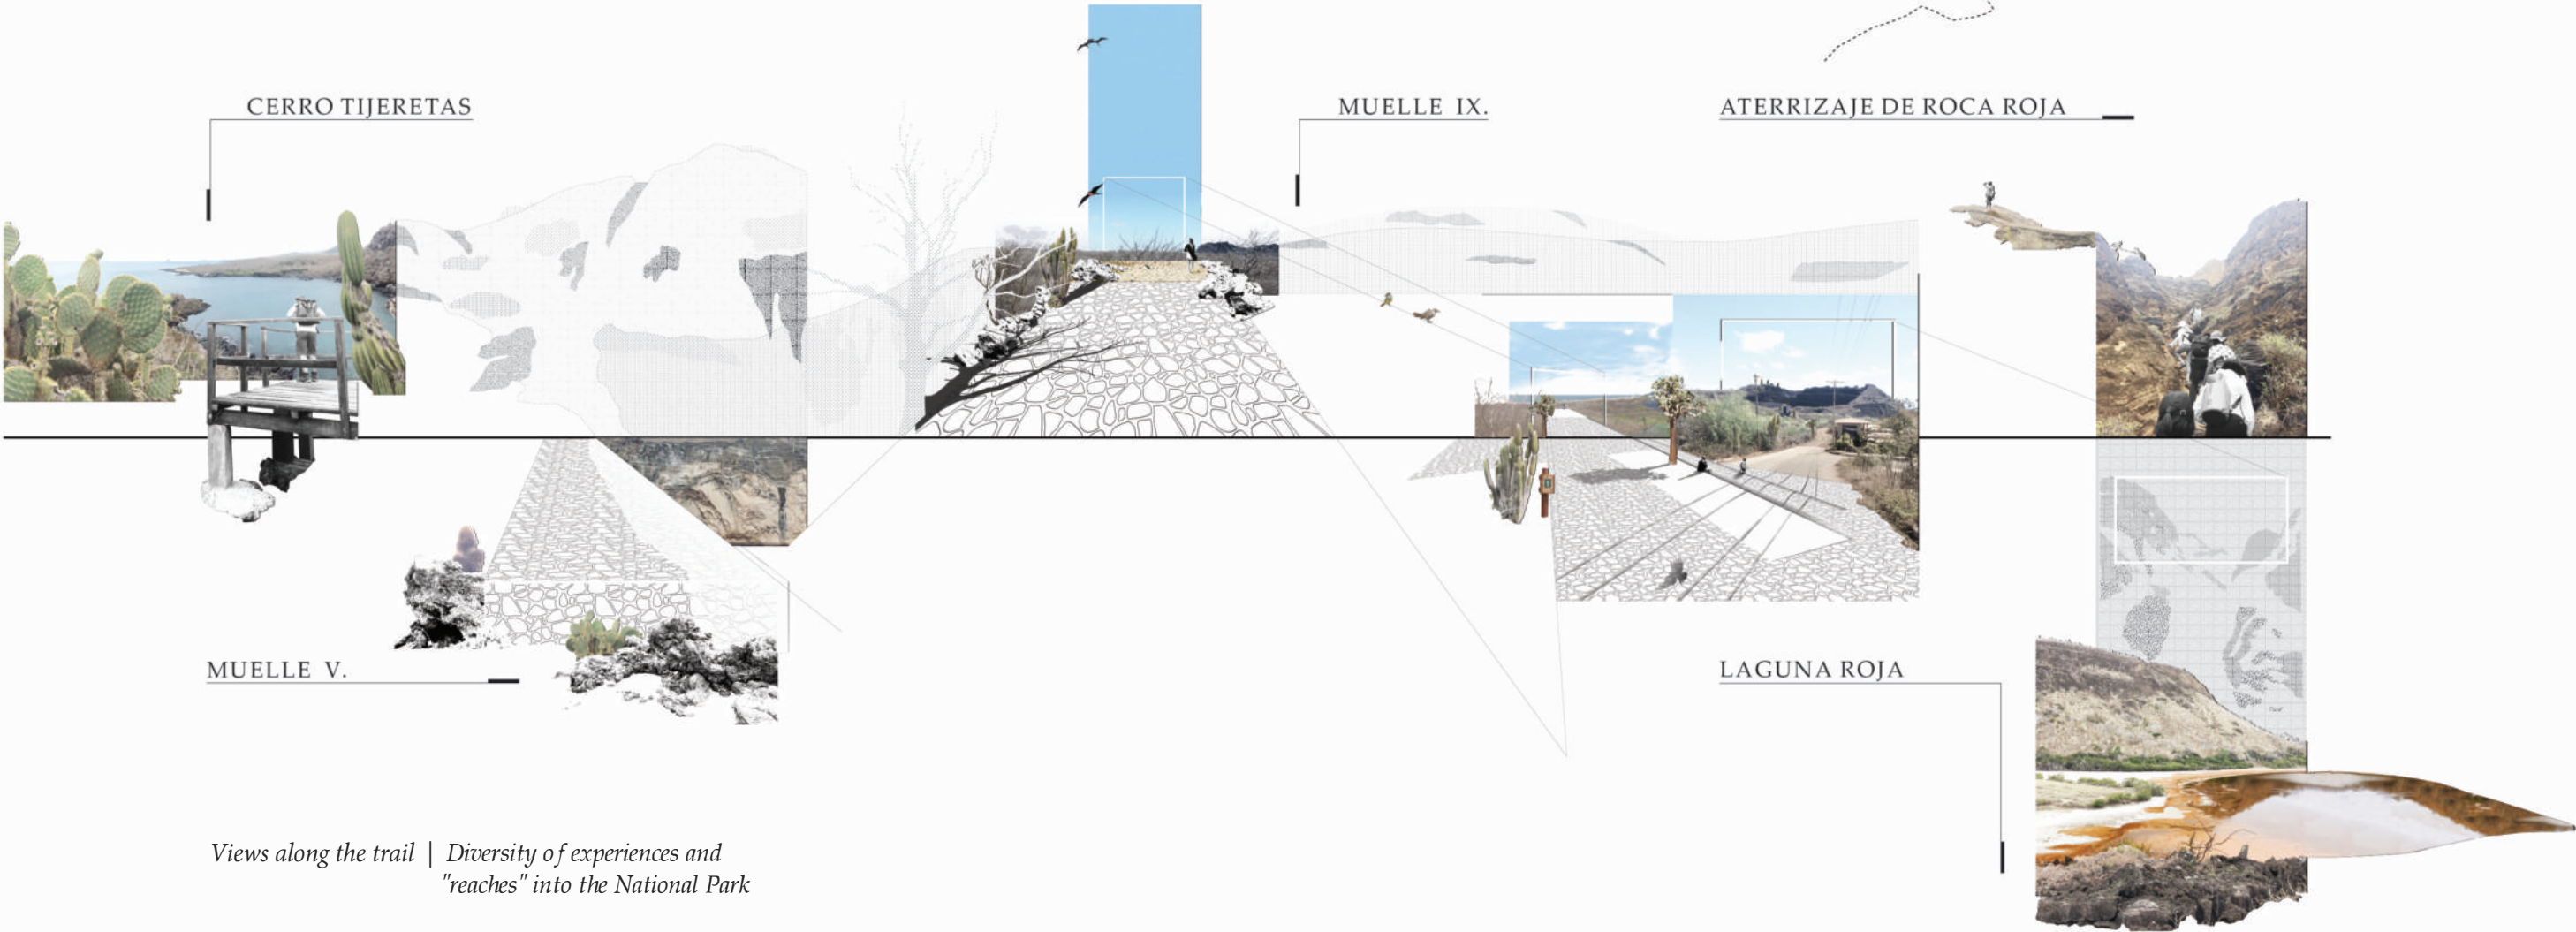 CERRO TIJERETAS
MUELLE IX.
ATERRIZAJE DE ROCA ROJA
MUELLE V.
LAGUNA ROJA
Views along the trail | Diversity of experiences and
"reaches" into the National Park